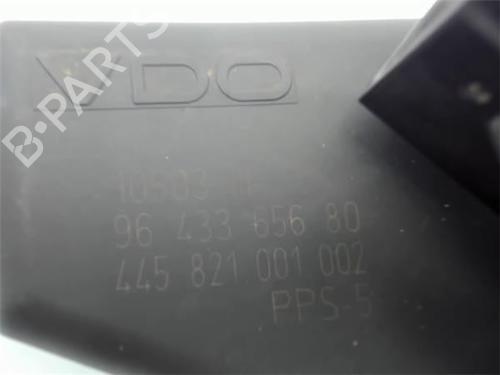 VDO
B-PARTS
96 433 656 80
445 821 001 002
PPS-5